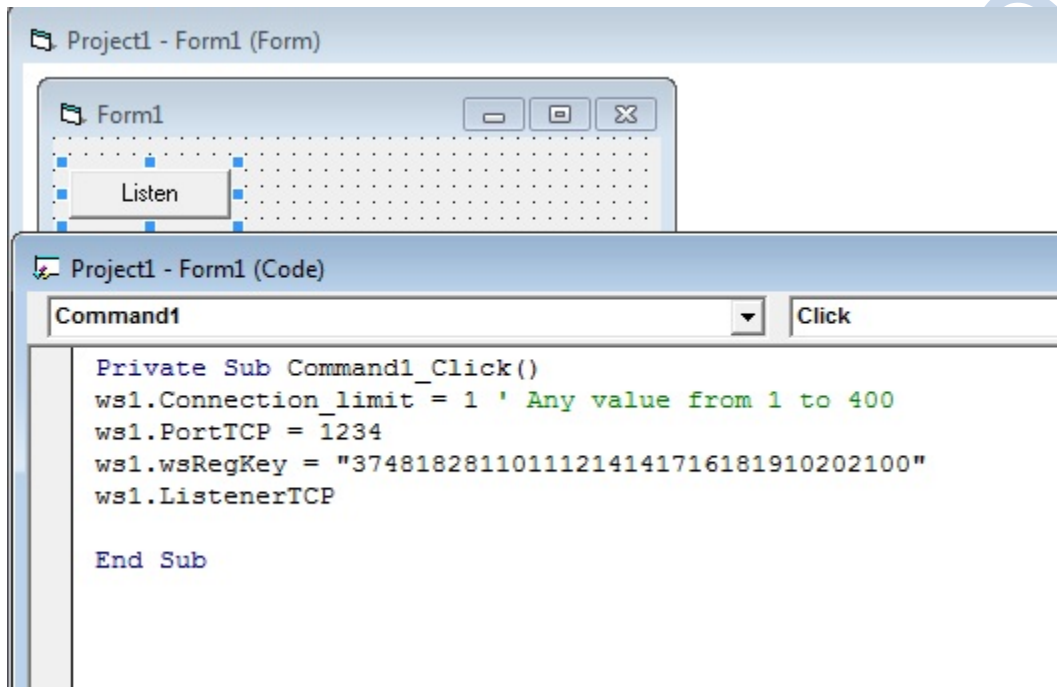 Project1 - Form1 (Form)
Form1
Listen
Project1 - Form1 (Code)
Command1
Click
Private Sub Command1_Click()
ws1.Connection_limit = 1 ' Any value from 1 to 400
ws1.PortTCP = 1234
ws1.wsRegKey = "37481828110111214141716181910202100"
ws1.ListenerTCP
End Sub